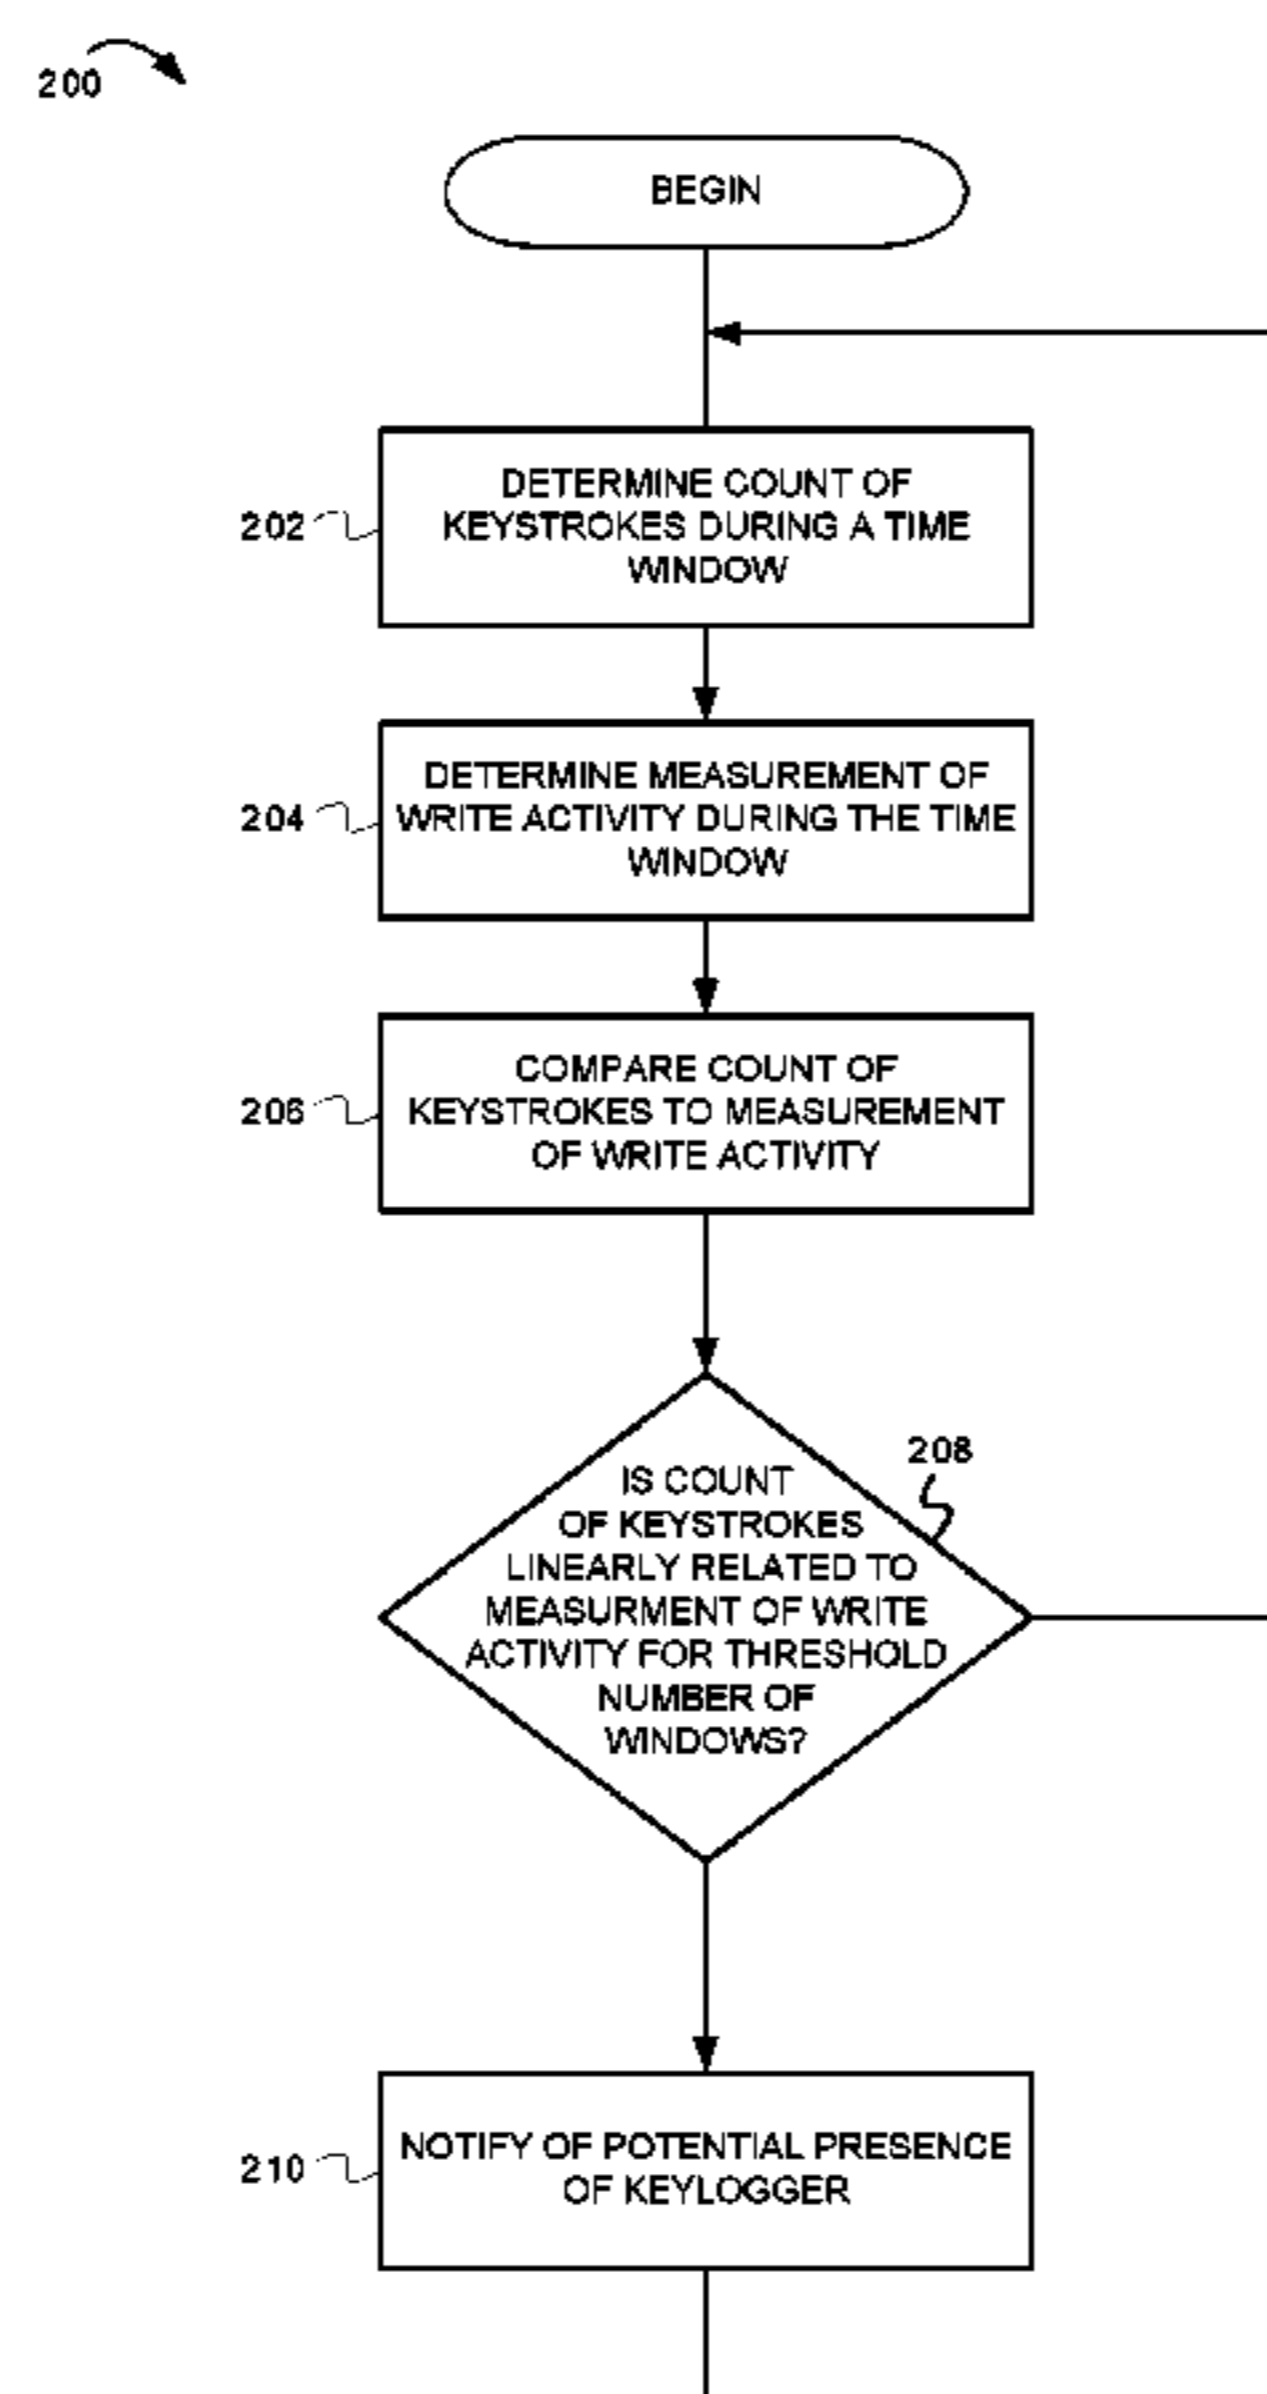 200
BEGIN
DETERMINE COUNT OF
KEYSTROKES DURING A TIME
WINDOW
202
DETERMINE MEASUREMENT OF
WRITE ACTIVITY DURING THE TIME
WINDOW
204
COMPARE COUNT OF
KEYSTROKES TO MEASUREMENT
OF WRITE ACTIVITY
206
208
IS COUNT
OF KEYSTROKES
LINEARLY RELATED TO
MEASURMENT OF WRITE
ACTIVITY FOR THRESHOLD
NUMBER OF
WINDOWS?
NOTIFY OF POTENTIAL PRESENCE
OF KEYLOGGER
210